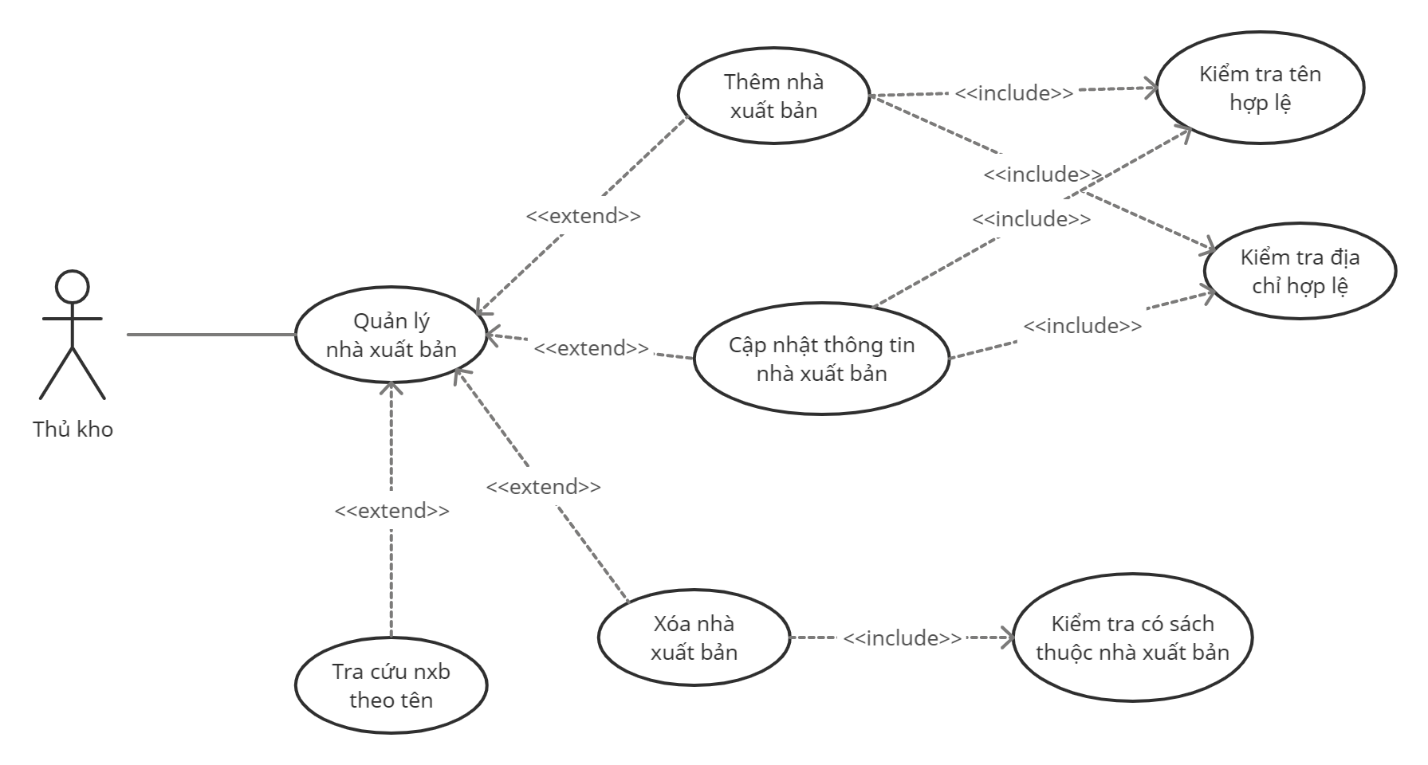 Thêm nhà
xuất bản
<<include>>
Kiểm tra tên
hợp lệ
<<include>>
<<extend>>
<<include>>
Kiểm tra địa
chỉ hợp lệ
Thủ kho
Quản lý
nhà xuất bản
<<extend>>
Cập nhật thông tin
nhà xuất bản
<<include>>
<<extend>>
<<extend>>
Tra cứu nxb
theo tên
Xóa nhà
xuất bản
<<include>>
Kiểm tra có sách
thuộc nhà xuất bản